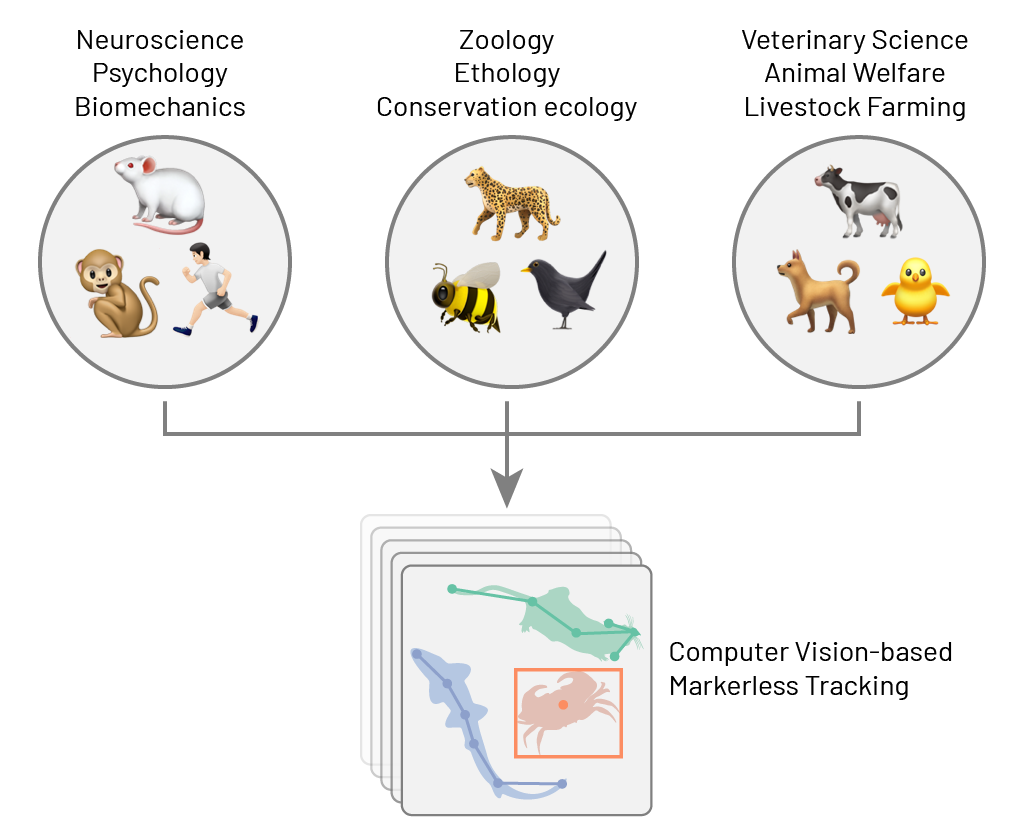 Neuroscience
Psychology
Biomechanics
Zoology
Ethology
Conservation ecology
Veterinary Science
Animal Welfare
Livestock Farming
Computer Vision-based
Markerless Tracking